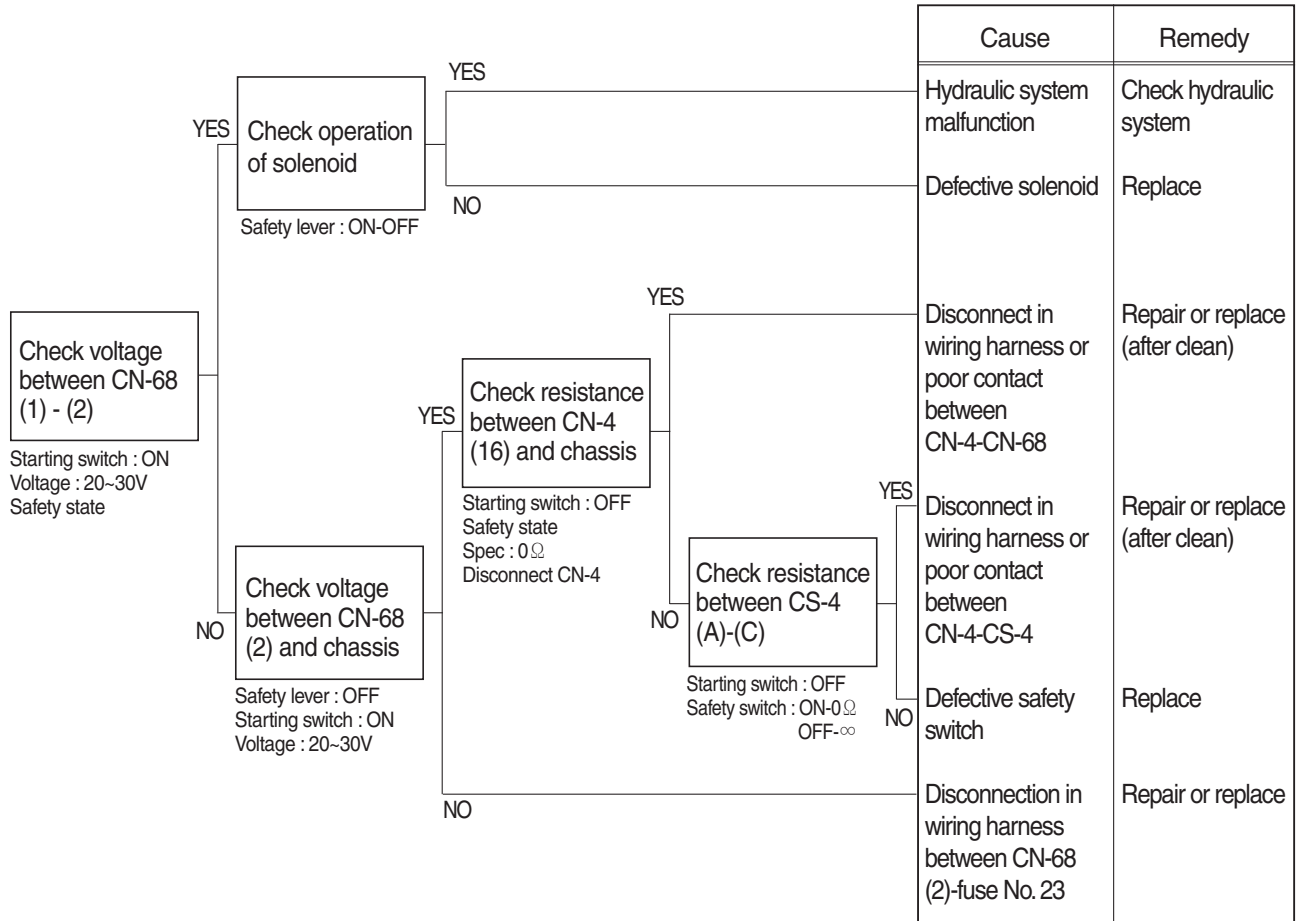 Cause
Remedy
YES
Hydraulic system
malfunction
Check hydraulic
system
YES
Check operation
of solenoid
Defective solenoid
Replace
NO
Safety lever : ON-OFF
YES
Disconnect in
wiring harness or
poor contact
between
CN-4-CN-68
Repair or replace
(after clean)
Check voltage
between CN-68
(1) - (2)
Starting switch : ON
Voltage : 20~30V
Safety state
YES
Check resistance
between CN-4
(16) and chassis
Starting switch : OFF
Safety state
Spec : 0Ω
Disconnect CN-4
YES
Disconnect in
wiring harness or
poor contact
between
CN-4-CS-4
Repair or replace
(after clean)
NO
Check resistance
between CS-4
(A)-(C)
Starting switch : OFF
Safety switch : ON-0Ω
OFF-∞
NO
Defective safety
switch
Replace
NO
Check voltage
between CN-68
(2) and chassis
Safety lever : OFF
Starting switch : ON
Voltage : 20~30V
NO
Disconnection in
wiring harness
between CN-68
(2)-fuse No. 23
Repair or replace